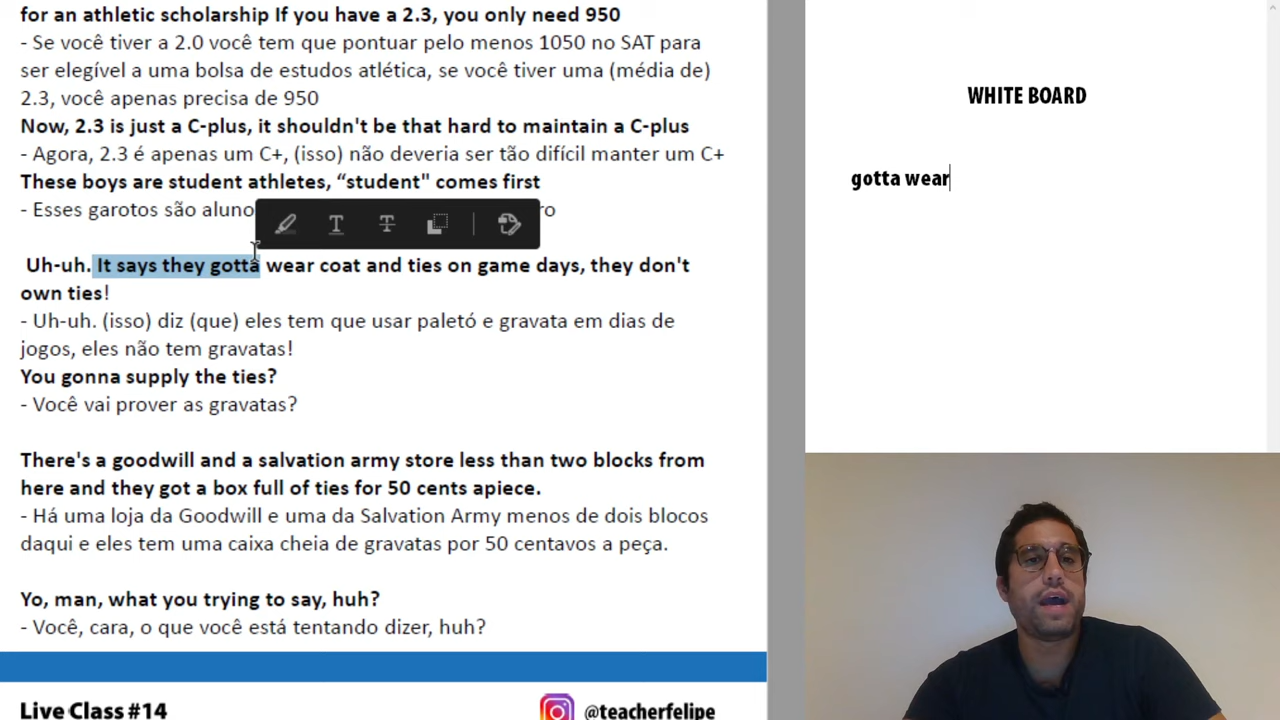 for an athletic scholarship If you have a 2.3, you only need 950
- Se você tiver a 2.0 você tem que pontuar pelo menos 1050 no SAT para
ser elegível a uma bolsa de estudos atlética, se você tiver uma (média de)
2.3, você apenas precisa de 950
Now, 2.3 is just a C-plus, it shouldn't be that hard to maintain a C-plus
- Agora, 2.3 é apenas um C+, (isso) não deveria ser tão difícil manter um C+
These boys are student athletes, “student" comes first
- Esses garotos são
Uh-uh. It says they gotta wear coat and ties on game days, they don't
own ties!
- Uh-uh. (isso) diz (que) eles tem que usar paletó e gravata em dias de
jogos, eles não tem gravatas!
You gonna supply the ties?
- Você vai prover as gravatas?
There's a goodwill and a salvation army store less than two blocks from
here and they got a box full of ties for 50 cents apiece.
- Há uma loja da Goodwill e uma da Salvation Army menos de dois blocos
daqui e eles tem uma caixa cheia de gravatas por 50 centavos a peça.
Yo, man, what you trying to say, huh?
- Você, cara, o que você está tentando dizer, huh?
Live Class #14
@teacherfelipe
WHITE BOARD
gotta wear